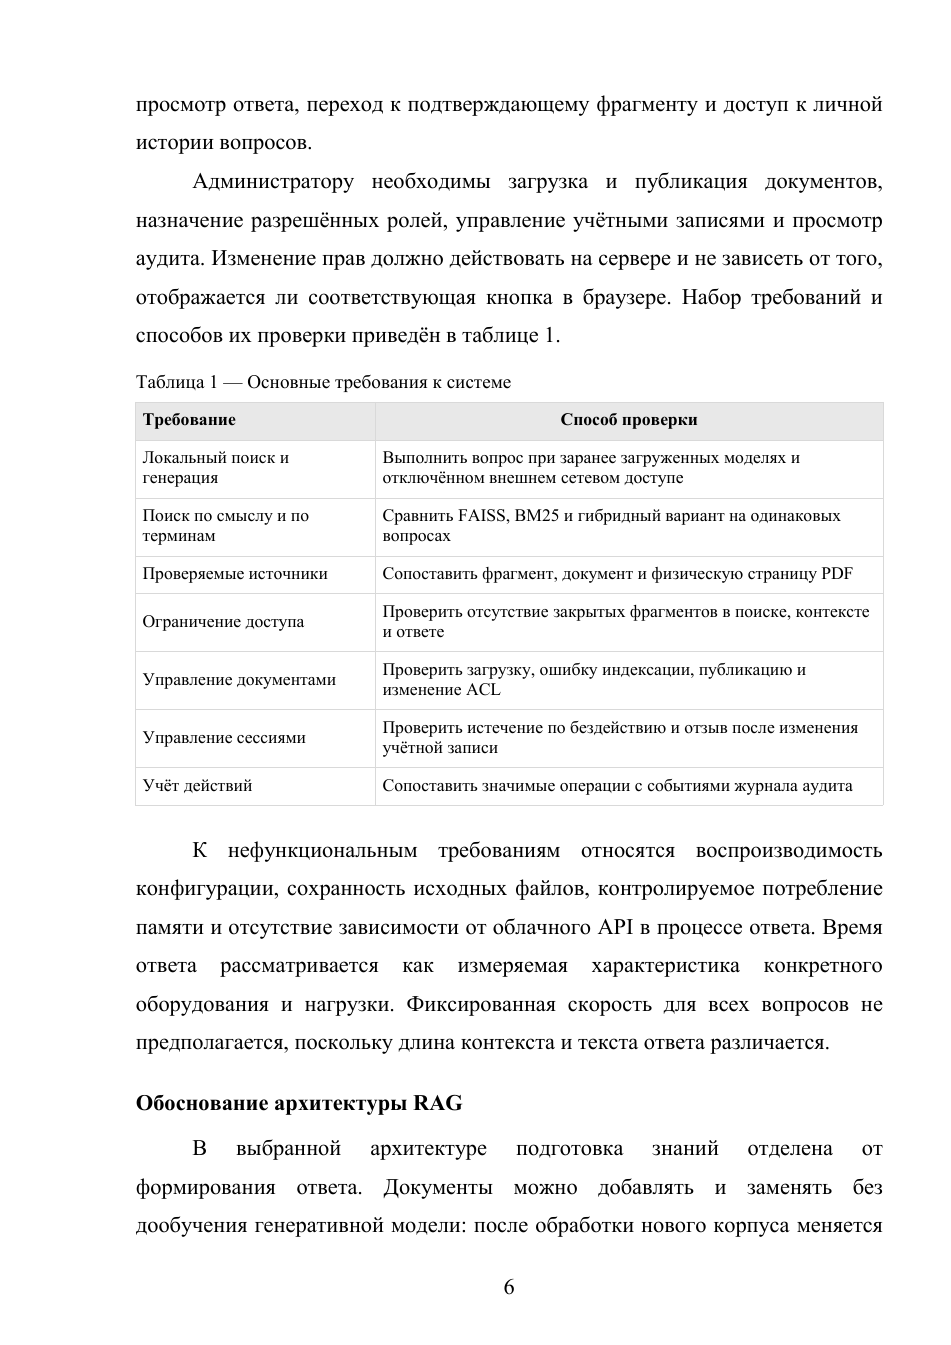 просмотр ответа, переход к подтверждающему фрагменту и доступ к личной
истории вопросов.
Администратору необходимы загрузка и публикация документов,
назначение разрешённых ролей, управление учётными записями и просмотр
аудита. Изменение прав должно действовать на сервере и не зависеть от того,
отображается ли соответствующая кнопка в браузере. Набор требований и
способов их проверки приведён в таблице 1.
Таблица 1 — Основные требования к системе
Требование
Способ проверки
Локальный поиск и
генерация
Выполнить вопрос при заранее загруженных моделях и
отключённом внешнем сетевом доступе
Поиск по смыслу и по
терминам
Сравнить FAISS, BM25 и гибридный вариант на одинаковых
вопросах
Проверяемые источники
Сопоставить фрагмент, документ и физическую страницу PDF
Ограничение доступа
Проверить отсутствие закрытых фрагментов в поиске, контексте
и ответе
Управление документами
Проверить загрузку, ошибку индексации, публикацию и
изменение ACL
Управление сессиями
Проверить истечение по бездействию и отзыв после изменения
учётной записи
Учёт действий
Сопоставить значимые операции с событиями журнала аудита
К нефункциональным требованиям относятся воспроизводимость
конфигурации, сохранность исходных файлов, контролируемое потребление
памяти и отсутствие зависимости от облачного API в процессе ответа. Время
ответа рассматривается как измеряемая характеристика конкретного
оборудования и нагрузки. Фиксированная скорость для всех вопросов не
предполагается, поскольку длина контекста и текста ответа различается.
Обоснование архитектуры RAG
В выбранной архитектуре подготовка знаний отделена от
формирования ответа. Документы можно добавлять и заменять без
дообучения генеративной модели: после обработки нового корпуса меняется
6